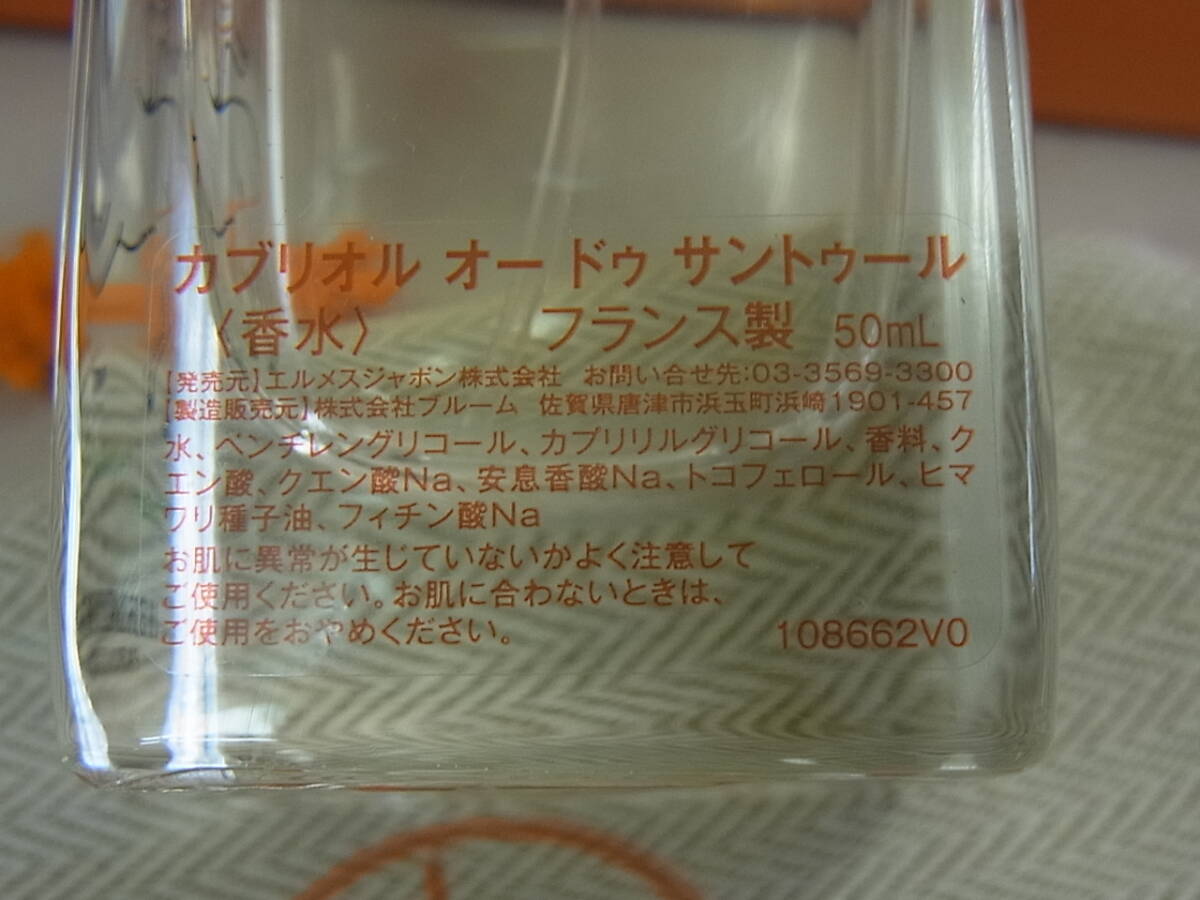 カブリオル オー ドゥ サントゥール
〈香水〉 フランス製 50mL
【発売元】エルメスジャポン株式会社 お問い合せ先:03-3569-3300
【製造販売元】株式会社ブルーム 佐賀県唐津市浜玉町浜崎1901-457
水、ペンチレングリコール、カプリリルグリコール、香料、ク
エン酸、クエン酸Na、安息香酸Na、トコフェロール、ヒマ
ワリ種子油、フィチン酸Na
お肌に異常が生じていないかよく注意して
ご使用ください。お肌に合わないときは、
ご使用をおやめください。 108662V0